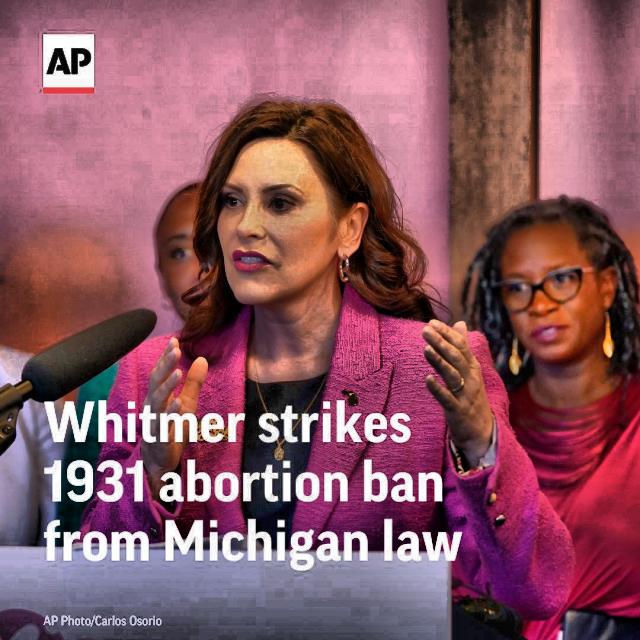 AP
Whitmer strikes
1931 abortion ban
from Michigan law
AP Photo/Carlos Osorio